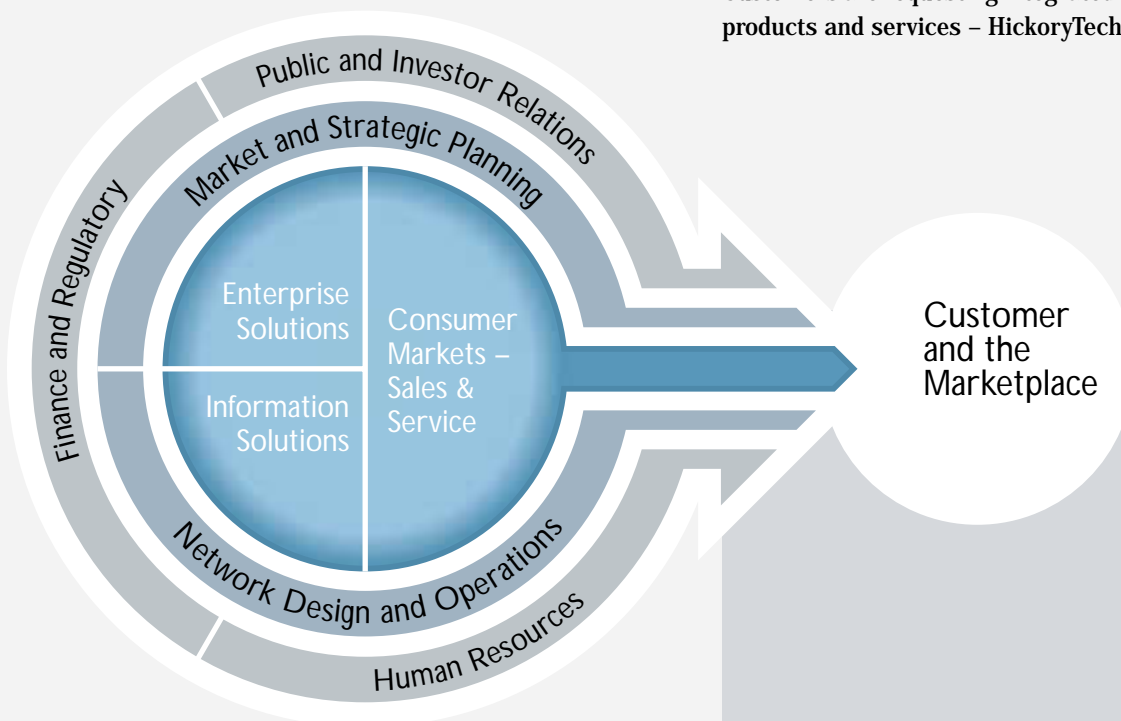 products and services – HickoryTech
Public and Investor Relations
Market and Strategic Planning
Finance and Regulatory
Enterprise
Solutions
Consumer
Markets –
Sales &
Service
Information
Solutions
Customer
and the
Marketplace
Network Design and Operations
Human Resources